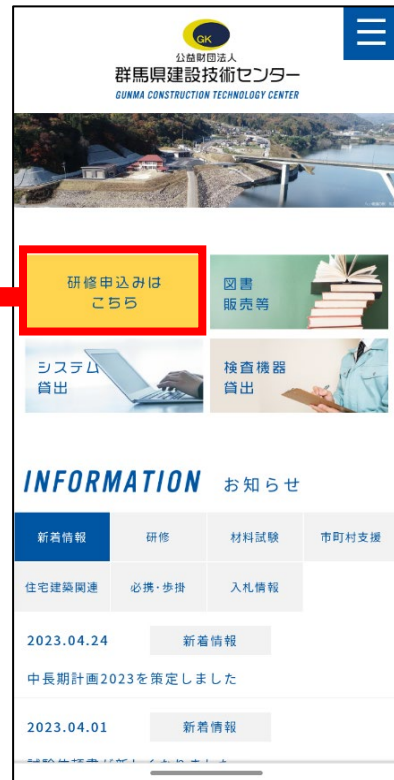 GK
公益財団法人
群馬県建設技術センター
GUNMA CONSTRUCTION TECHNOLOGY CENTER
研修申込みは
こちら
図書
販売等
システム
貸出
検査機器
貸出
INFORMATION お知らせ
新着情報 研修 材料試験 市町村支援
住宅建築関連 必携・歩掛 入札情報
2023.04.24 新着情報
中長期計画2023を策定しました
2023.04.01 新着情報